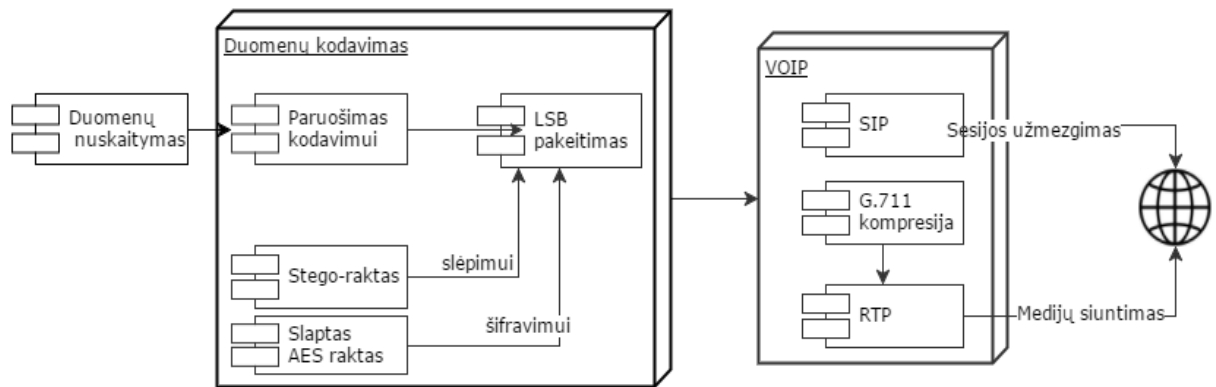 Duomenų kodavimas
Duomenų
nuskaitymas
Paruošimas
kodavimui
LSB
pakeitimas
Stego-raktas
slėpimui
Slaptas
AES raktas
šifravimui
VOIP
SIP
Sesijos užmezgimas
G.711
kompresija
RTP
Medijų siuntimas